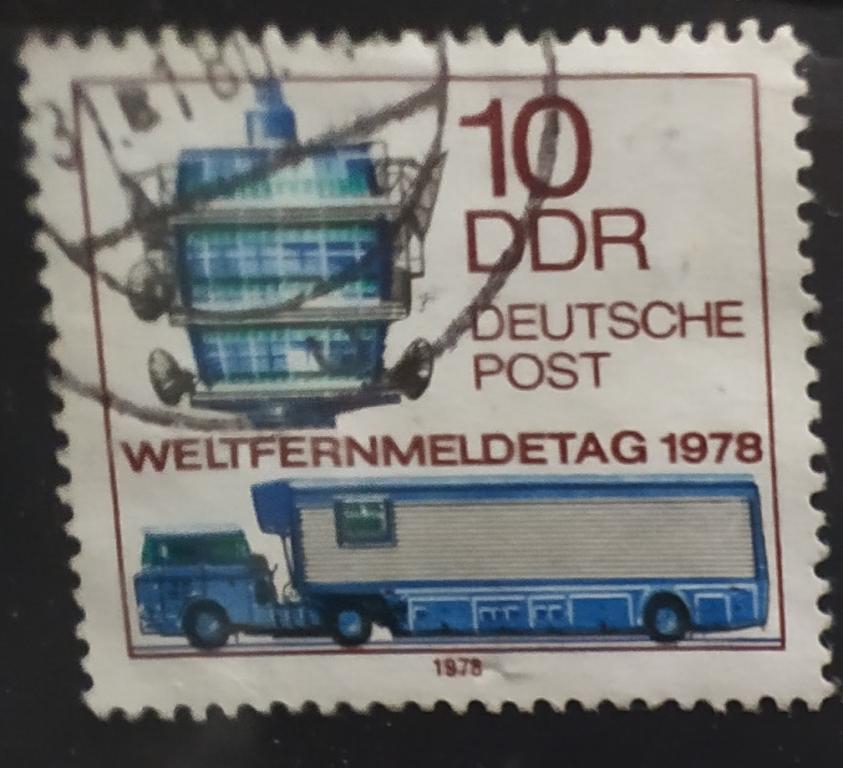 10
DDR
DEUTSCHE
POST
WELTFERNMELDETAG 1978
1978